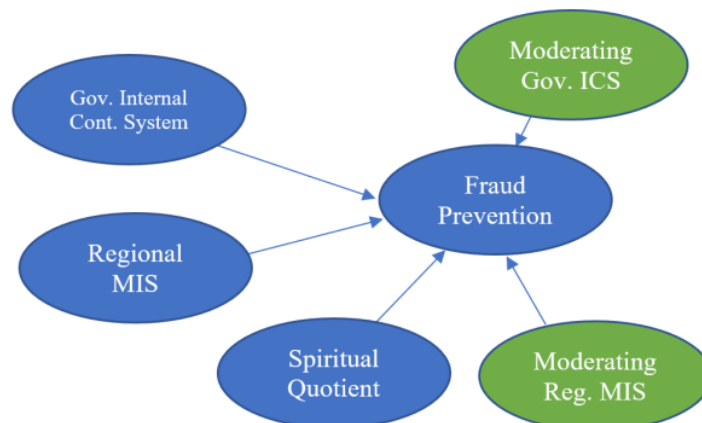 Moderating
Gov. ICS
Gov. Internal
Cont. System
Fraud
Prevention
Regional
MIS
Spiritual
Quotient
Moderating
Reg. MIS